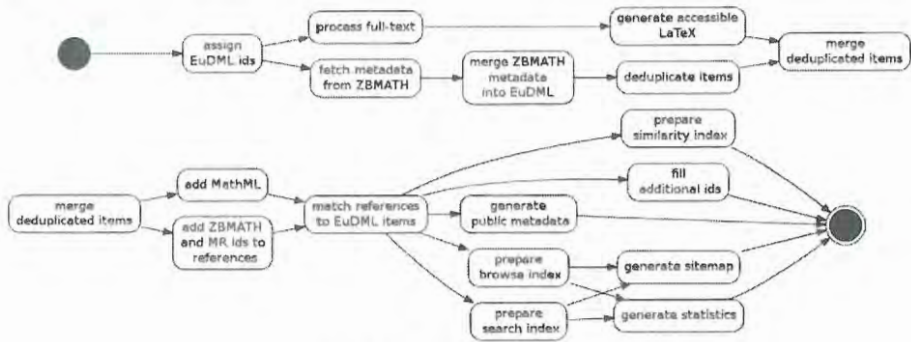 assign
EuDML ids
process full-text
generate accessible
LaTeX
merge
deduplicated items
fetch metadata
from ZBMATH
merge ZBMATH
metadata
into EuDML
deduplicate items
prepare
similarity index
add MathML
fill
additional ids
merge
deduplicated items
match references
to EuDML items
generate
public metadata
add ZBMATH
and MR ids to
references
prepare
browse index
generate sitemap
prepare
search index
generate statistics